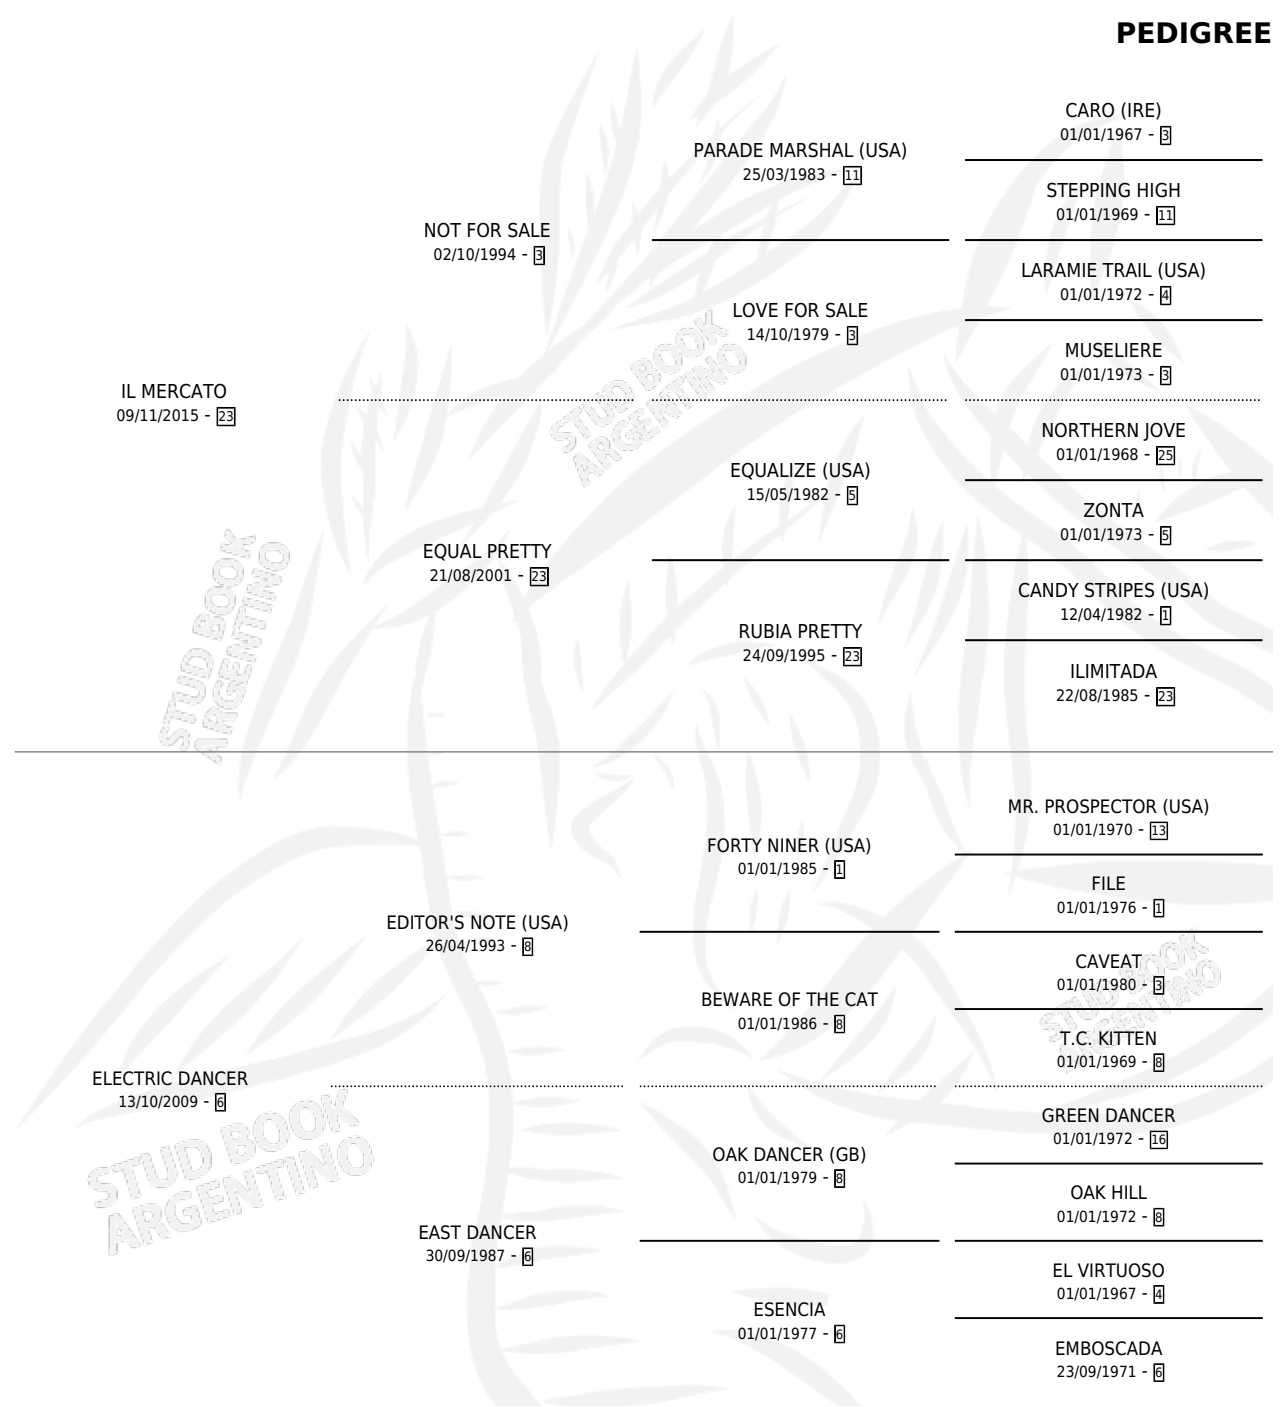 PEDIGREE
CARO (IRE)
01/01/1967 - 3
PARADE MARSHAL (USA)
25/03/1983 - 11
STEPPING HIGH
01/01/1969 - 11
NOT FOR SALE
02/10/1994 - 3
LARAMIE TRAIL (USA)
01/01/1972 - 4
LOVE FOR SALE
14/10/1979 - 3
MUSELIERE
01/01/1973 - 3
IL MERCATO
09/11/2015 - 23
NORTHERN JOVE
01/01/1968 - 25
EQUALIZE (USA)
15/05/1982 - 5
ZONTA
01/01/1973 - 5
EQUAL PRETTY
21/08/2001 - 23
CANDY STRIPES (USA)
12/04/1982 - 1
RUBIA PRETTY
24/09/1995 - 23
ILIMITADA
22/08/1985 - 23
MR. PROSPECTOR (USA)
01/01/1970 - 13
FORTY NINER (USA)
01/01/1985 - 1
FILE
01/01/1976 - 1
EDITOR'S NOTE (USA)
26/04/1993 - 8
CAVEAT
01/01/1980 - 3
BEWARE OF THE CAT
01/01/1986 - 8
T.C. KITTEN
01/01/1969 - 8
ELECTRIC DANCER
13/10/2009 - 6
GREEN DANCER
01/01/1972 - 16
OAK DANCER (GB)
01/01/1979 - 8
OAK HILL
01/01/1972 - 8
EAST DANCER
30/09/1987 - 6
EL VIRTUOSO
01/01/1967 - 4
ESENCIA
01/01/1977 - 6
EMBOSCADA
23/09/1971 - 6
STUD BOOK
ARGENTINO
STUD BOOK
ARGENTINO
STUD BOOK
ARGENTINO
STUD BOOK
ARGENTINO